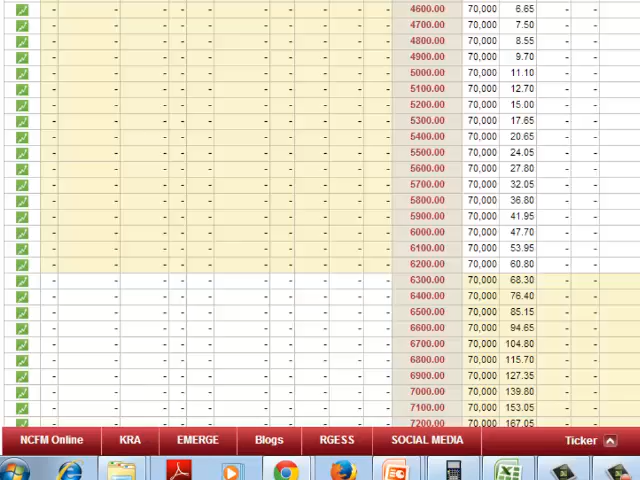 - - - - - - - - - 4600.00 70,000 6.65 - -
- - - - - - - - - 4700.00 70,000 7.50 - -
- - - - - - - - - 4800.00 70,000 8.55 - -
- - - - - - - - - 4900.00 70,000 9.70 - -
- - - - - - - - - 5000.00 70,000 11.10 - -
- - - - - - - - - 5100.00 70,000 12.70 - -
- - - - - - - - - 5200.00 70,000 15.00 - -
- - - - - - - - - 5300.00 70,000 17.65 - -
- - - - - - - - - 5400.00 70,000 20.65 - -
- - - - - - - - - 5500.00 70,000 24.05 - -
- - - - - - - - - 5600.00 70,000 27.80 - -
- - - - - - - - - 5700.00 70,000 32.05 - -
- - - - - - - - - 5800.00 70,000 36.80 - -
- - - - - - - - - 5900.00 70,000 41.95 - -
- - - - - - - - - 6000.00 70,000 47.70 - -
- - - - - - - - - 6100.00 70,000 53.95 - -
- - - - - - - - - 6200.00 70,000 60.80 - -
- - - - - - - - - 6300.00 70,000 68.30 - -
- - - - - - - - - 6400.00 70,000 76.40 - -
- - - - - - - - - 6500.00 70,000 85.15 - -
- - - - - - - - - 6600.00 70,000 94.65 - -
- - - - - - - - - 6700.00 70,000 104.80 - -
- - - - - - - - - 6800.00 70,000 115.70 - -
- - - - - - - - - 6900.00 70,000 127.35 - -
- - - - - - - - - 7000.00 70,000 139.80 - -
- - - - - - - - - 7100.00 70,000 153.05 - -
- - - - - - - - - 7200.00 70,000 167.05 - -
NCFM Online KRA EMERGE Blogs RGESS SOCIAL MEDIA Ticker